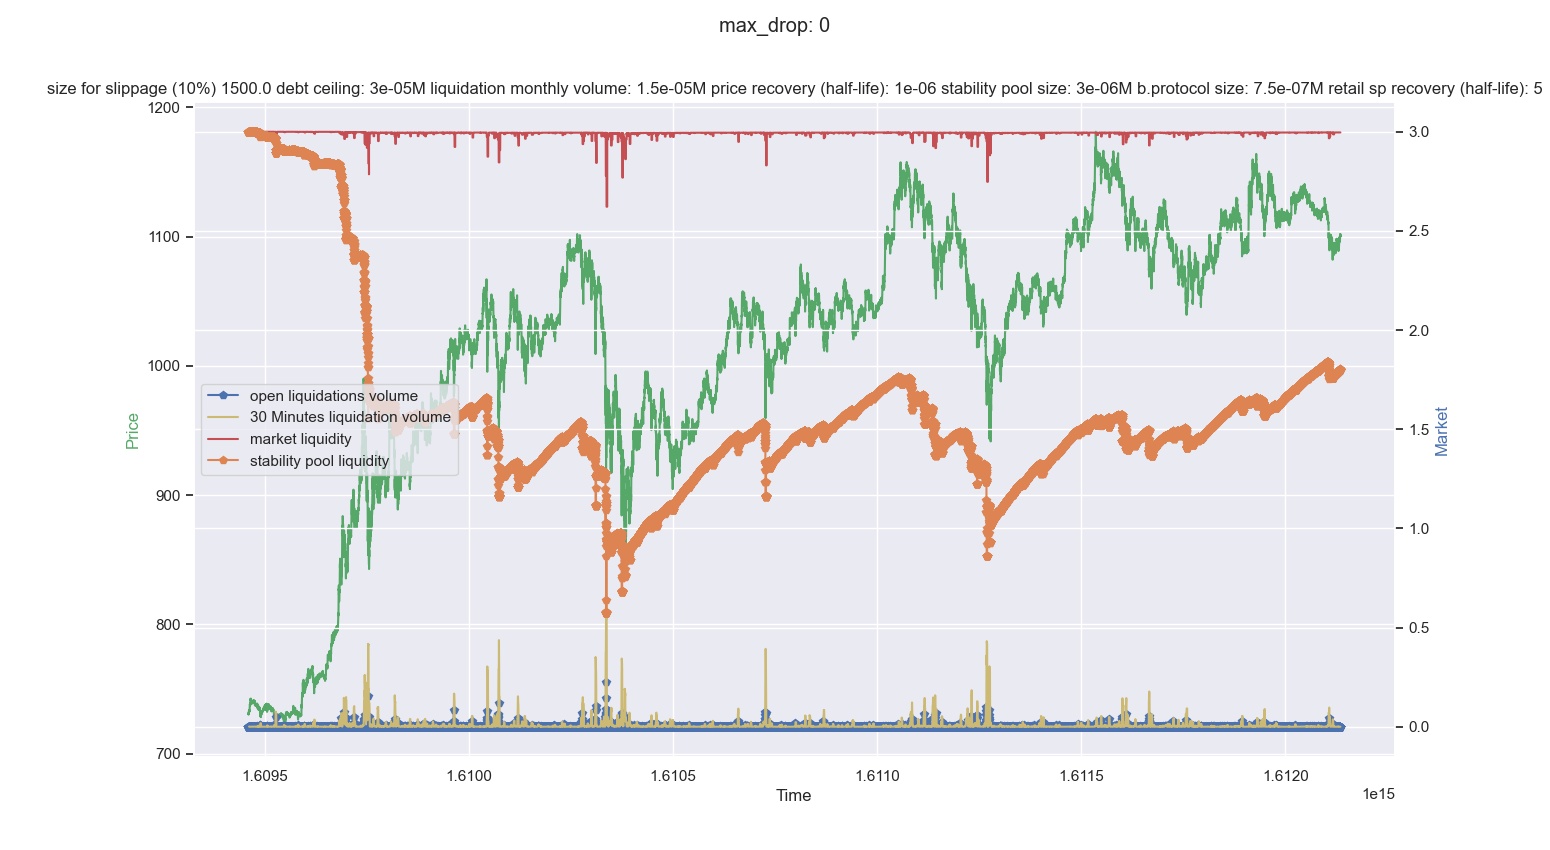 max_drop: 0
size for slippage (10%) 1500.0 debt ceiling: 3e-05M liquidation monthly volume: 1.5e-05M price recovery (half-life): 1e-06 stability pool size: 3e-06M b.protocol size: 7.5e-07M retail sp recovery (half-life): 5
1200
1100
1000
900
800
700
Price
open liquidations volume
30 Minutes liquidation volume
market liquidity
stability pool liquidity
3.0
2.5
2.0
1.5
1.0
0.5
0.0
Market
1.6095
1.6100
1.6105
1.6110
1.6115
1.6120
Time
1e15